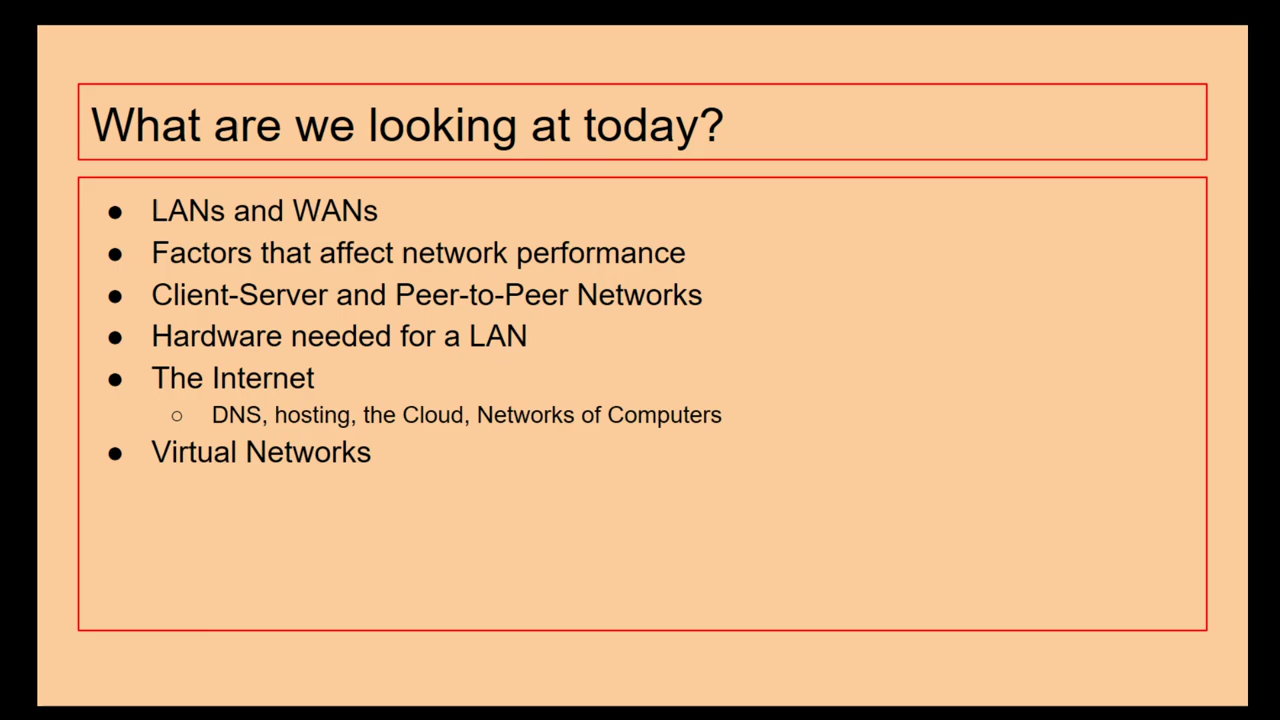 What are we looking at today?
● LANs and WANs
● Factors that affect network performance
● Client-Server and Peer-to-Peer Networks
● Hardware needed for a LAN
● The Internet
○ DNS, hosting, the Cloud, Networks of Computers
● Virtual Networks